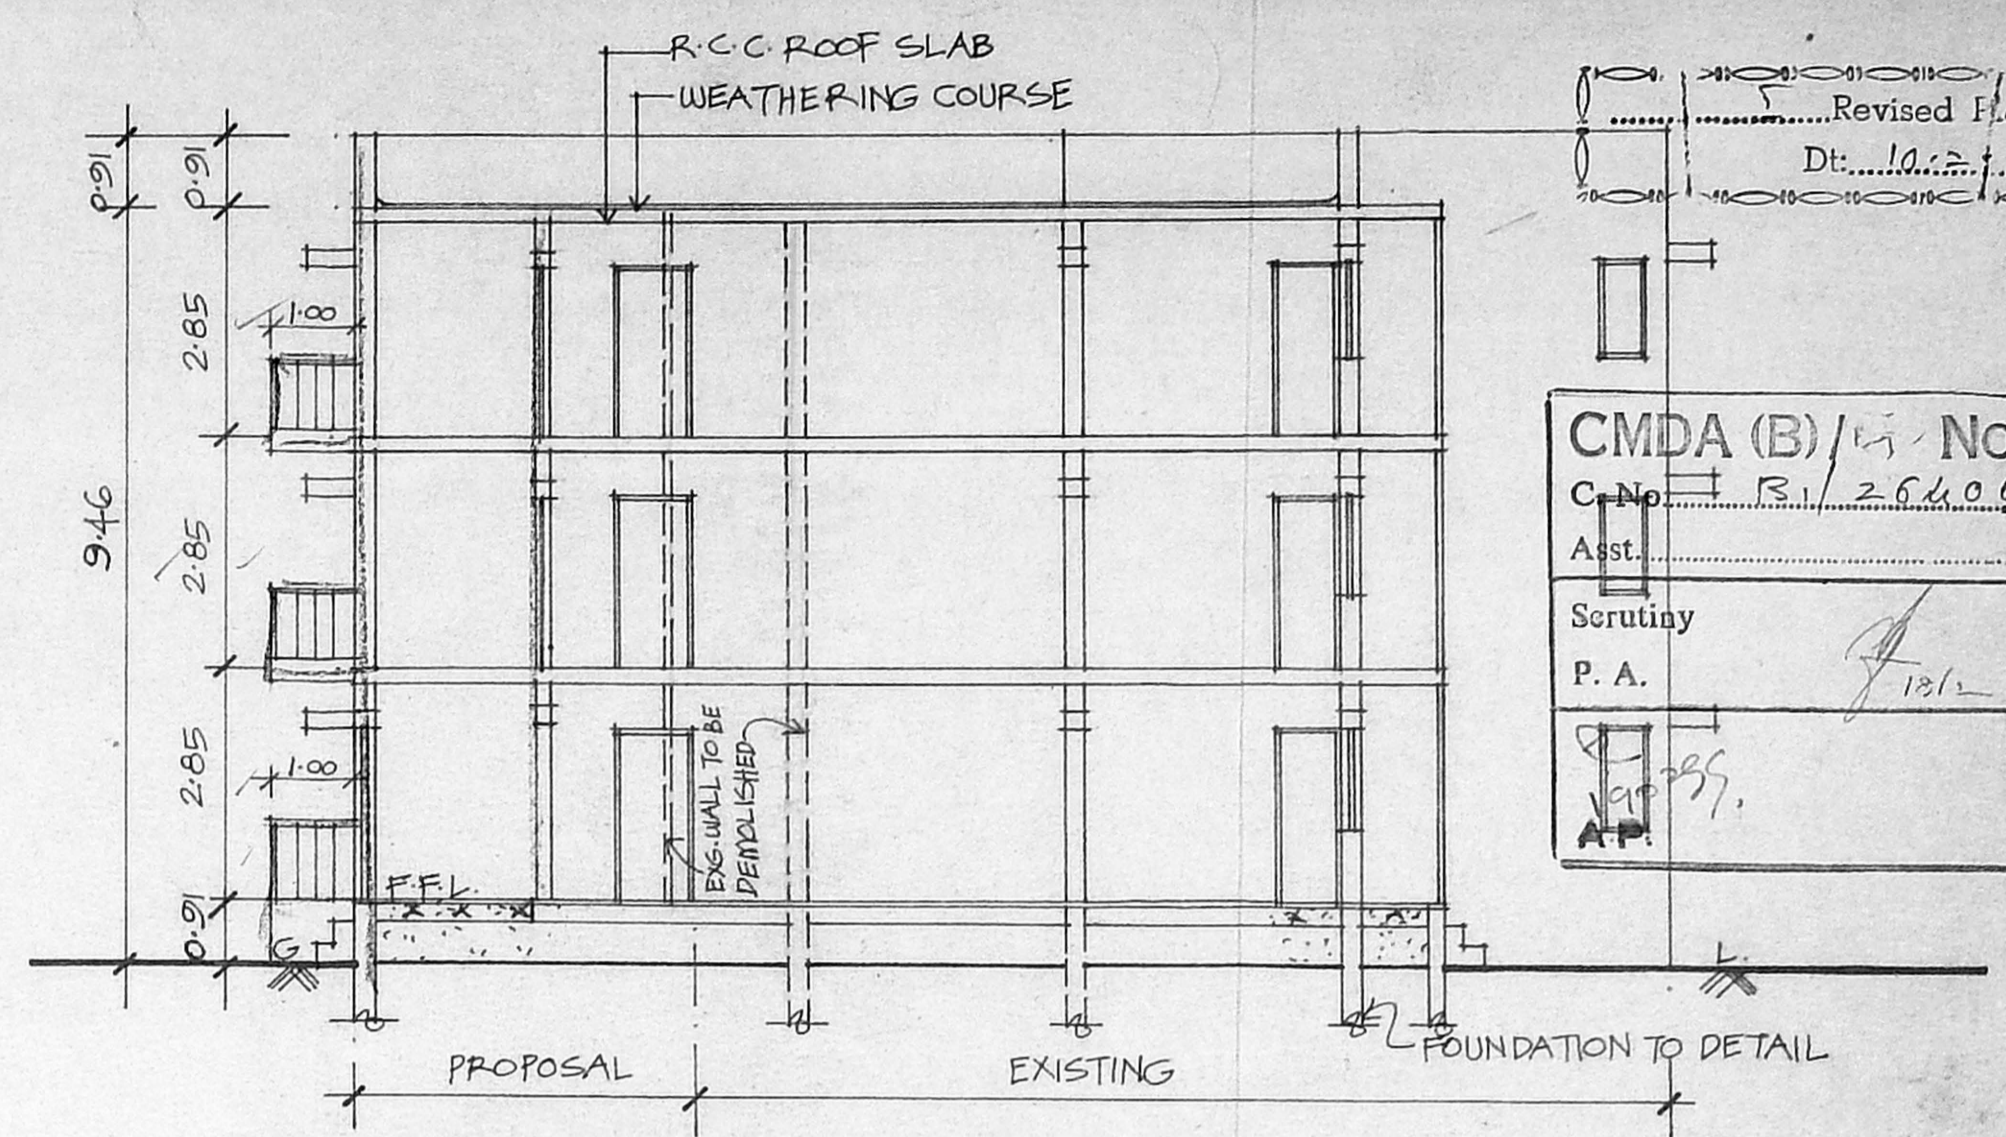 R.C.C. ROOF SLAB
WEATHERING COURSE
Revised
Dt: 10
0.91
0.91
2.85
1.00
9.46
2.85
2.85
1.00
0.91
CMDA (B)/
C. No. B1/
Asst.
Scrutiny
P. A.
A.P.
EXG. WALL TO BE
DEMOLISHED
F.F.L.
G
L.
FOUNDATION TO DETAIL
PROPOSAL
EXISTING